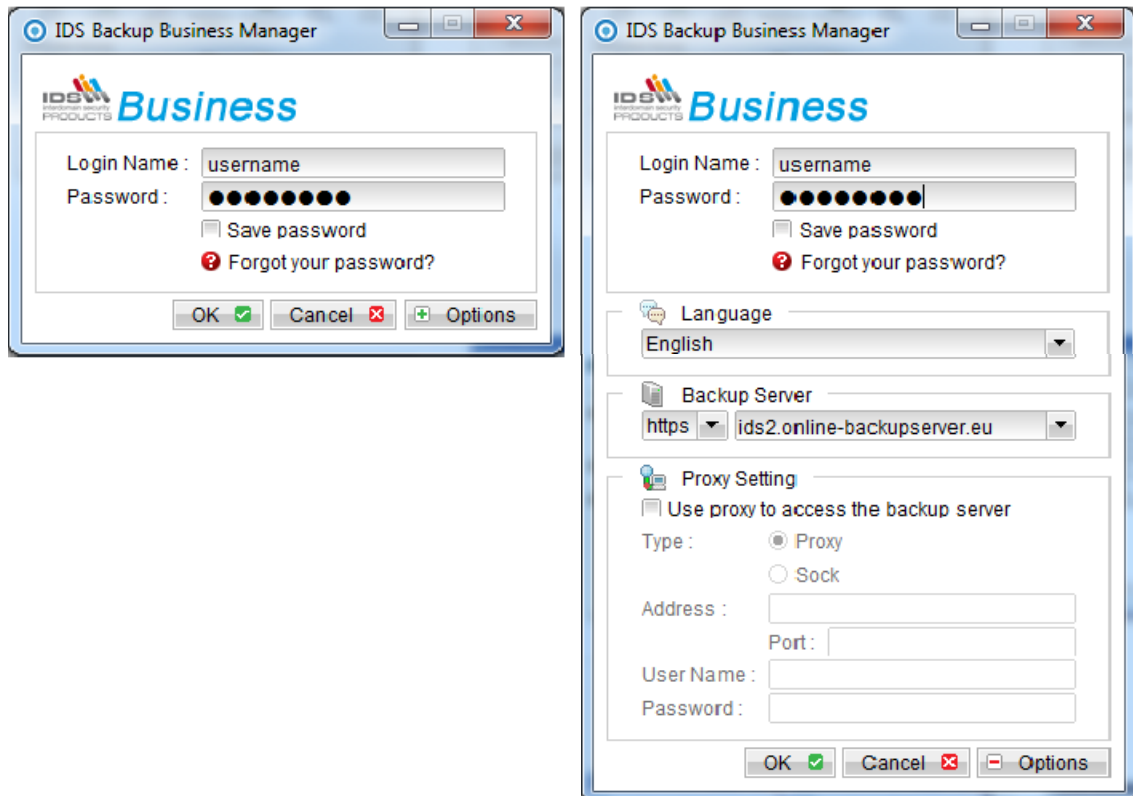 IDS Backup Business Manager
IDS
interdomain security
PRODUCTS
Business
Login Name : username
Password : ●●●●●●●●
Save password
Forgot your password?
OK Cancel Options
IDS Backup Business Manager
IDS
interdomain security
PRODUCTS
Business
Login Name : username
Password : ●●●●●●●●
Save password
Forgot your password?
Language
English
Backup Server
https ids2.online-backupserver.eu
Proxy Setting
Use proxy to access the backup server
Type : Proxy
Sock
Address :
Port :
User Name :
Password :
OK Cancel Options